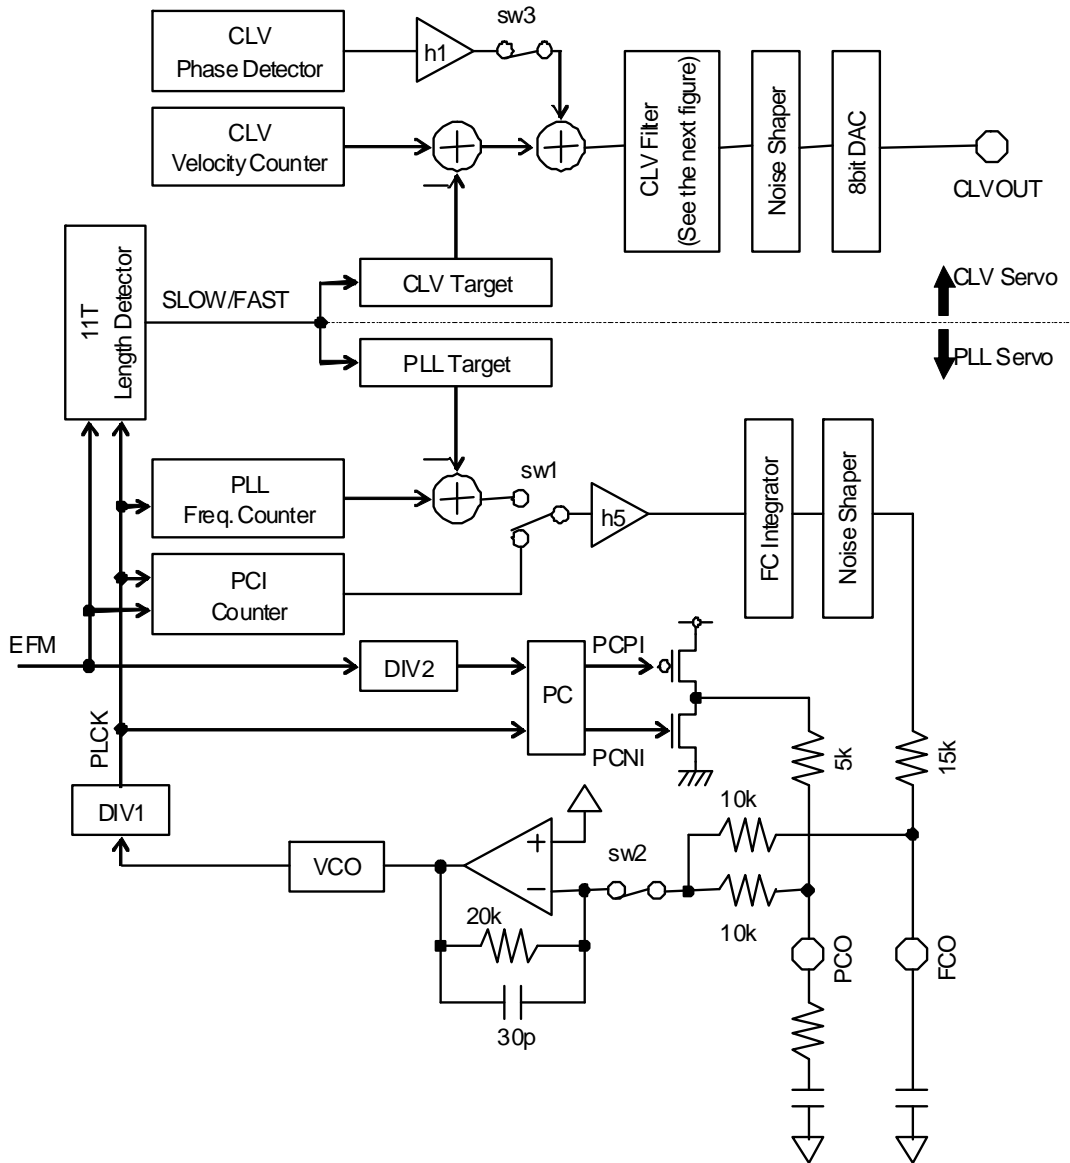 sw3
CLV
Phase Detector
h1
CLV
Velocity Counter
CLV Filter
(See the next figure)
Noise Shaper
8bit DAC
CLVOUT
11T
Length Detector
SLOW/FAST
CLV Target
CLV Servo
PLL Target
PLL Servo
sw1
PLL
Freq. Counter
h5
FC Integrator
Noise Shaper
PCI
Counter
EFM
DIV2
PC
PCPI
PCNI
PLCK
5k
15k
DIV1
10k
VCO
sw2
20k
10k
PCO
FCO
30p